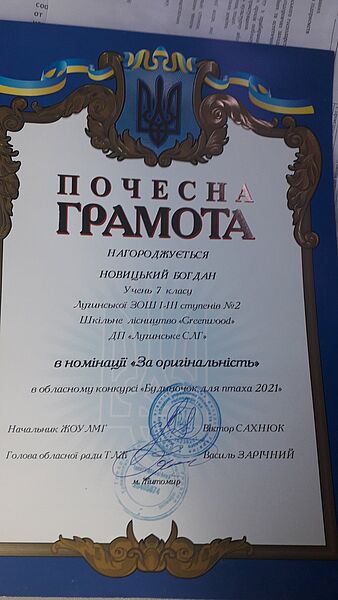 ПОЧЕСНА
ГРАМОТА
НАГОРОДЖУЄТЬСЯ
НОВИЦЬКИЙ БОГДАН
Учень 7 класу
Лугинської ЗОШ І-ІІІ ступенів №2
Шкільне лісництво «Greenwood»
ДП «Лугинське СЛГ»
в номінації «За оригінальність»
в обласному конкурсі «Будиночок для птаха 2021»
Начальник ЖОУЛМГ Віктор САХНЮК
Голова обласної ради ТЛУ Василь ЗАРІЧНИЙ
м. Житомир